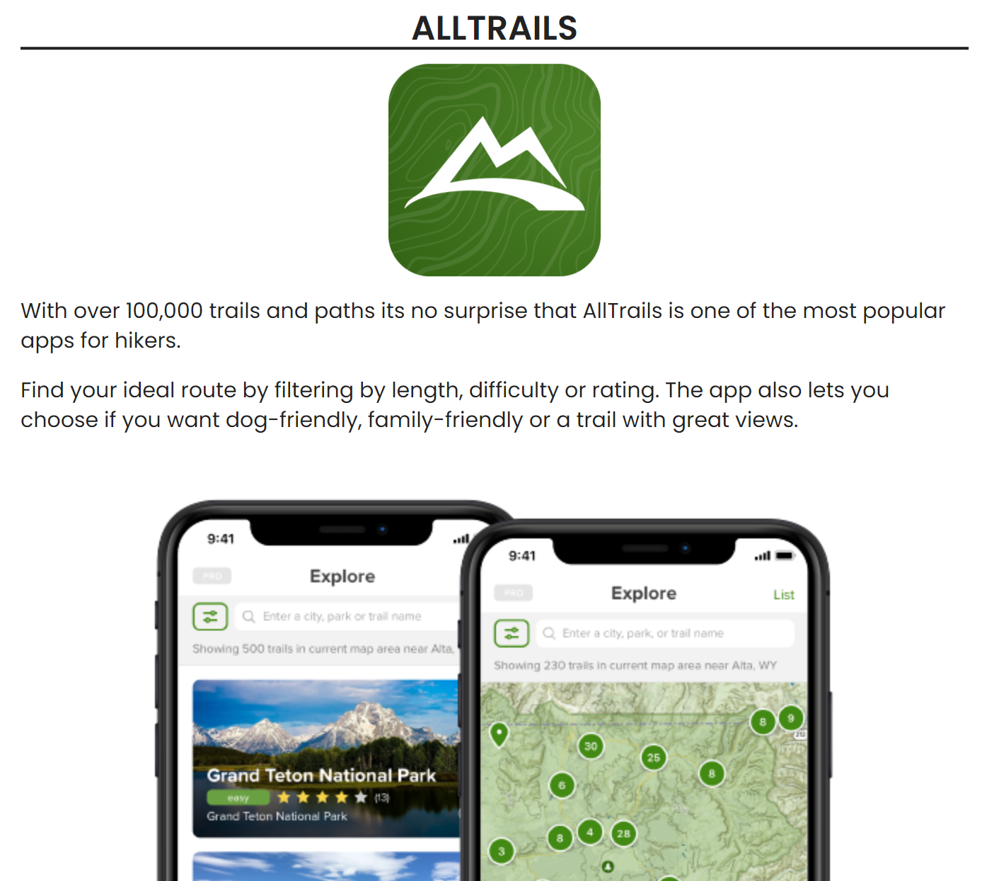 ALLTRAILS
With over 100,000 trails and paths its no surprise that AllTrails is one of the most popular
apps for hikers.
Find your ideal route by filtering by length, difficulty or rating. The app also lets you
choose if you want dog-friendly, family-friendly or a trail with great views.
9:41
PRO
Explore
Enter a city, park or trail name
Showing 500 trails in current map area near Alta,
Grand Teton National Park
easy (13)
Grand Teton National Park
9:41
PRO
Explore
List
Enter a city, park, or trail name
Showing 230 trails in current map area near Alta, WY
8
9
30
25
8
6
4
28
8
3